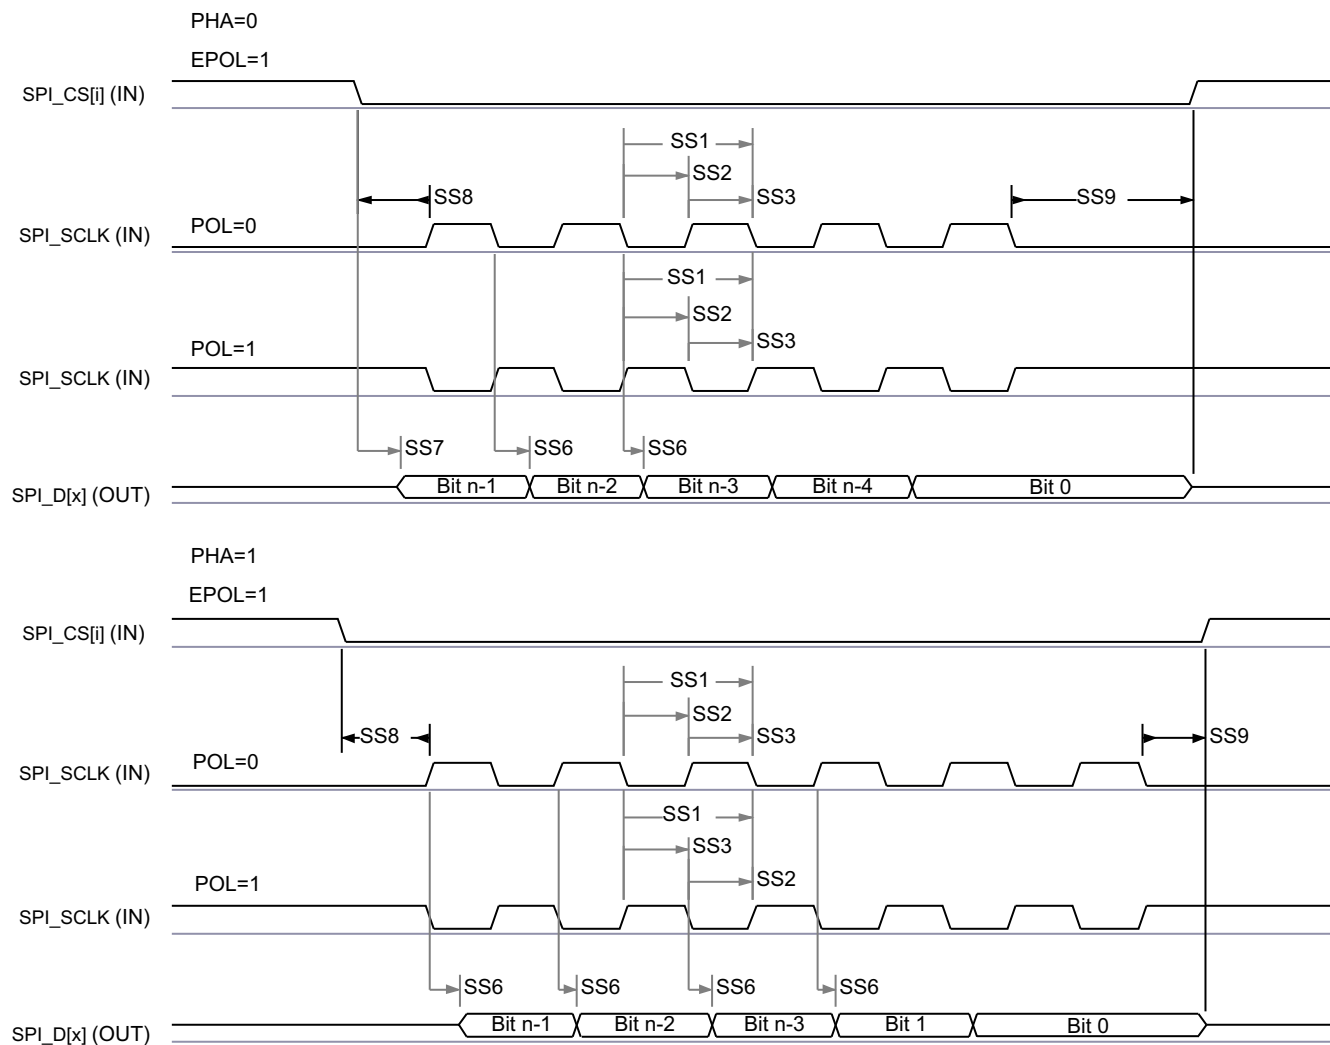 PHA=0
EPOL=1
SPI_CS[i] (IN)
SS1
SS2
SS8
SS9
SS3
POL=0
SPI_SCLK (IN)
SS1
SS2
SS3
POL=1
SPI_SCLK (IN)
SS7
SS6
SS6
SPI_D[x] (OUT)
Bit n-1
Bit n-2
Bit n-3
Bit n-4
Bit 0
PHA=1
EPOL=1
SPI_CS[i] (IN)
SS1
SS2
SS8
SS3
SS9
POL=0
SPI_SCLK (IN)
SS1
SS3
SS2
POL=1
SPI_SCLK (IN)
SS6
SS6
SS6
SS6
SPI_D[x] (OUT)
Bit n-1
Bit n-2
Bit n-3
Bit 1
Bit 0